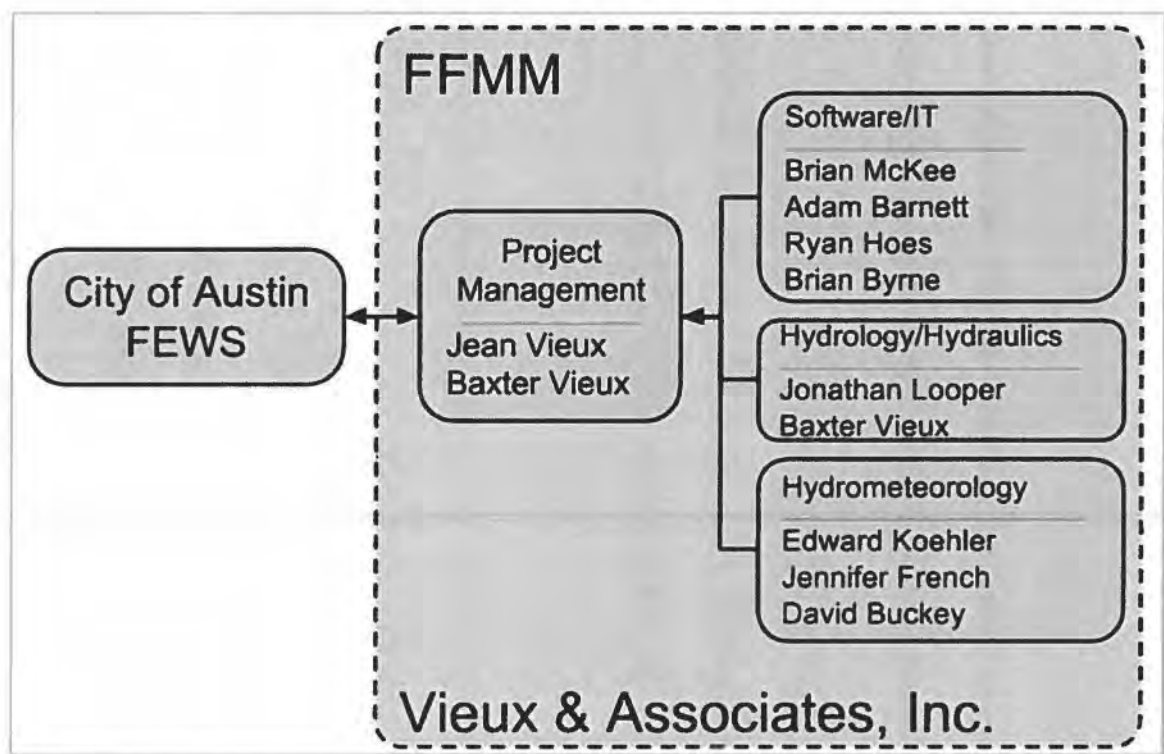 FFMM
Software/IT
Brian McKee
Adam Barnett
Ryan Hoes
Brian Byrne
City of Austin
FEWS
Project
Management
Jean Vieux
Baxter Vieux
Hydrology/Hydraulics
Jonathan Looper
Baxter Vieux
Hydrometeorology
Edward Koehler
Jennifer French
David Buckey
Vieux & Associates, Inc.